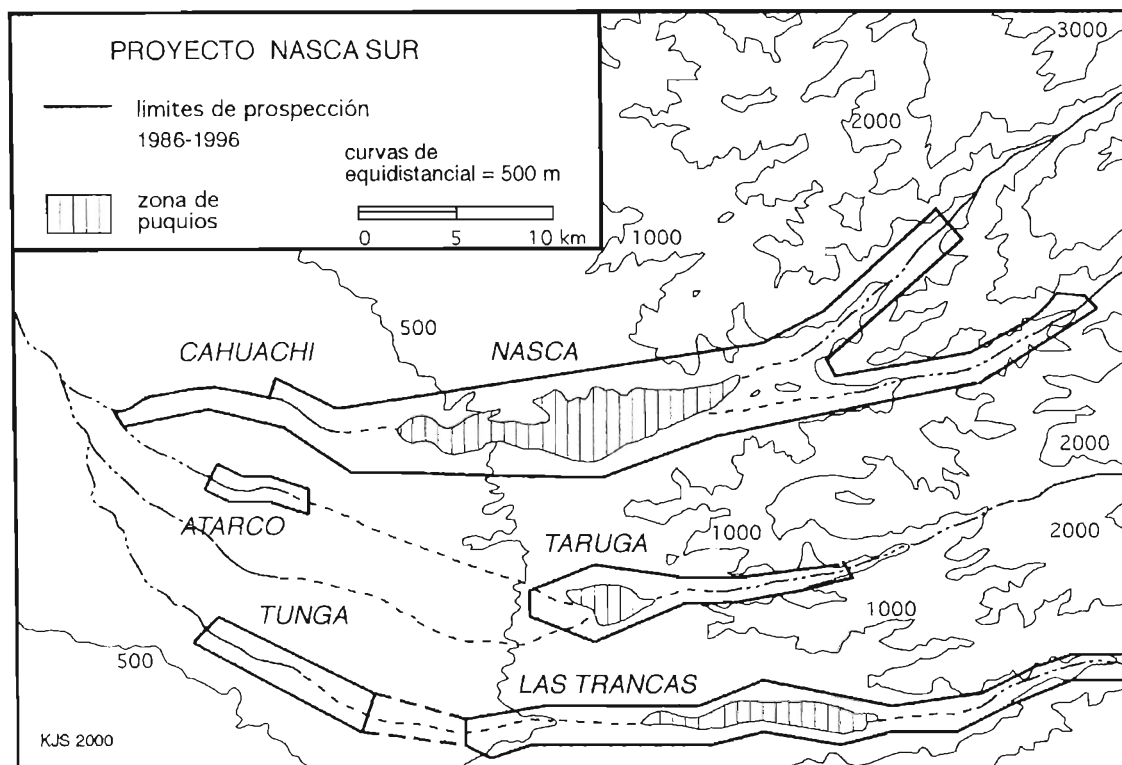 PROYECTO NASCA SUR
limites de prospección
1986-1996
curvas de
equidistancial = 500 m
zona de
puquios
0 5 10 km
3000
2000
1000
500
CAHUACHI NASCA
2000
ATARCO
TARUGA
1000
2000
TUNGA
1000
500
LAS TRANCAS
KJS 2000